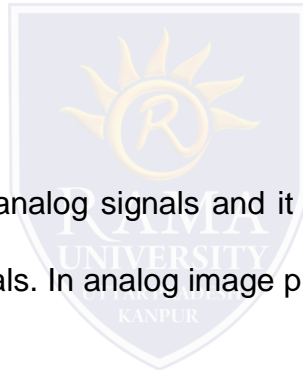 R
analog signals and it
RAMA
UNIVERSITY
als. In analog image p
UTTAR PRADESH
KANPUR